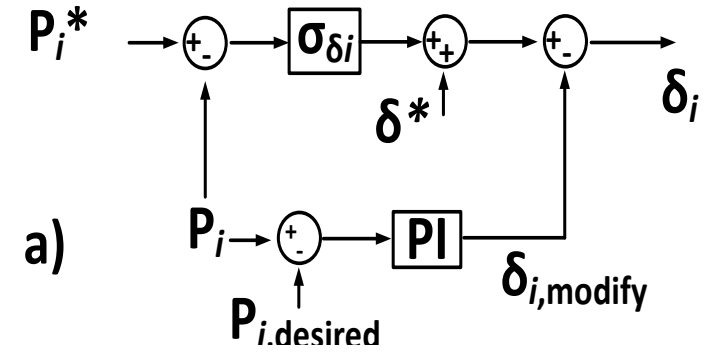 Pi* + - σδi + + + - δi
δ*
a) Pi + - PI δi,modify
Pi,desired